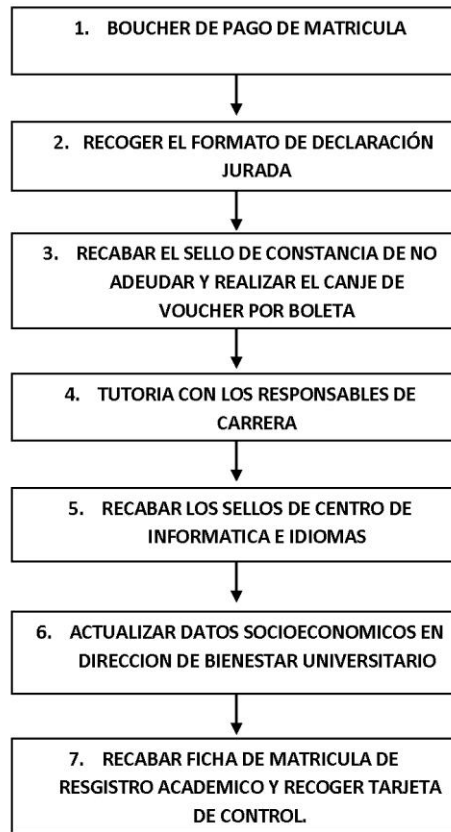 1. BOUCHER DE PAGO DE MATRICULA
2. RECOGER EL FORMATO DE DECLARACIÓN
JURADA
3. RECABAR EL SELLO DE CONSTANCIA DE NO
ADEUDAR Y REALIZAR EL CANJE DE
VOUCHER POR BOLETA
4. TUTORIA CON LOS RESPONSABLES DE
CARRERA
5. RECABAR LOS SELLOS DE CENTRO DE
INFORMATICA E IDIOMAS
6. ACTUALIZAR DATOS SOCIOECONOMICOS EN
DIRECCION DE BIENESTAR UNIVERSITARIO
7. RECABAR FICHA DE MATRICULA DE
RESGISTRO ACADEMICO Y RECOGER TARJETA
DE CONTROL.